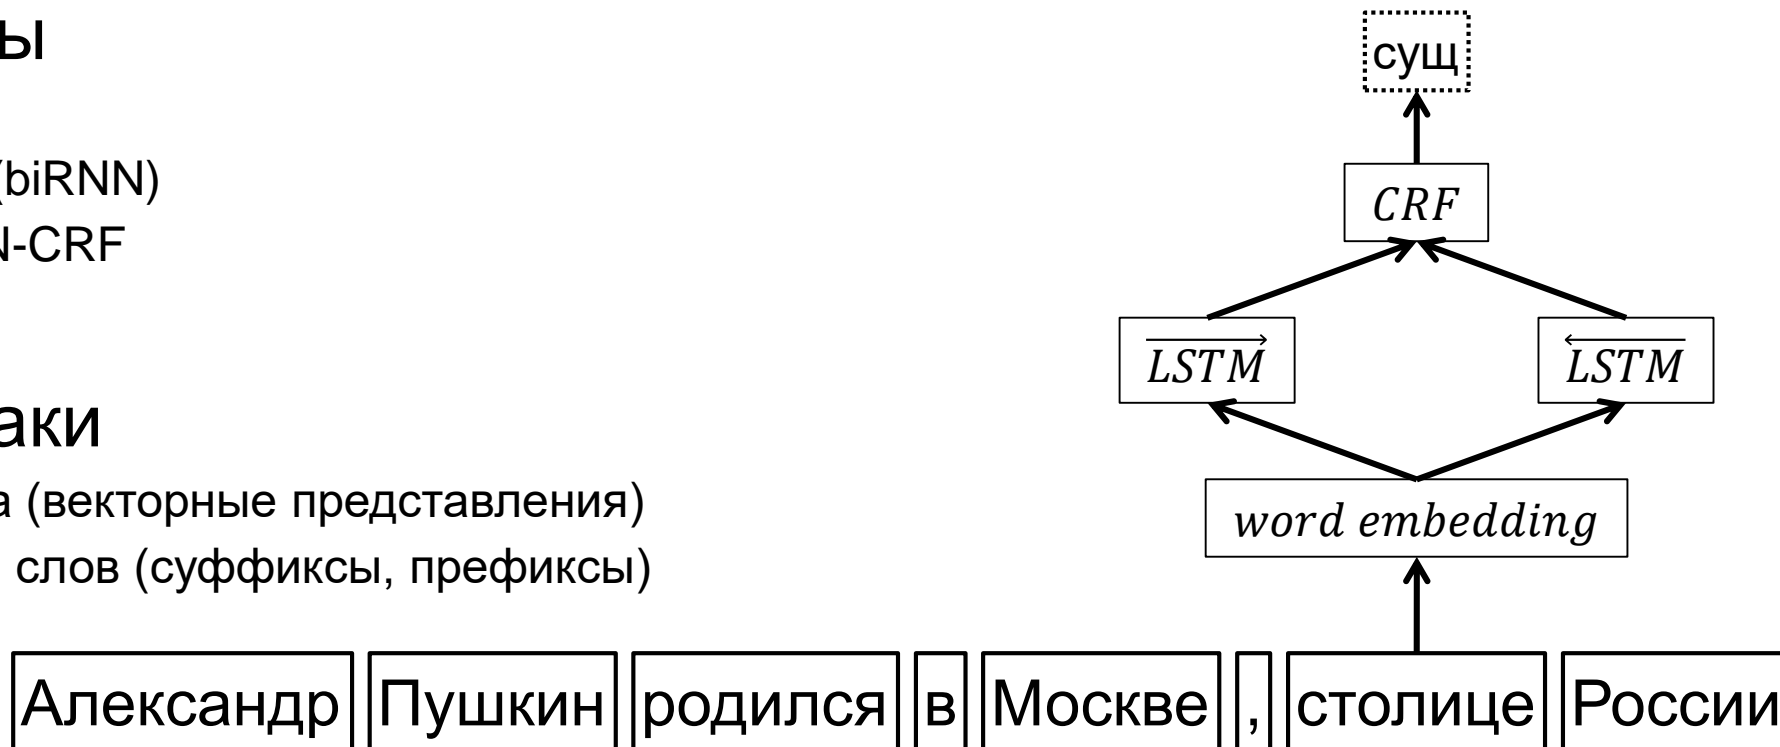 ы
(biRNN)
N-CRF
аки
а (векторные представления)
слов (суффиксы, префиксы)
сущ
CRF
LSTM LSTM
word embedding
Александр Пушкин родился в Москве , столице России